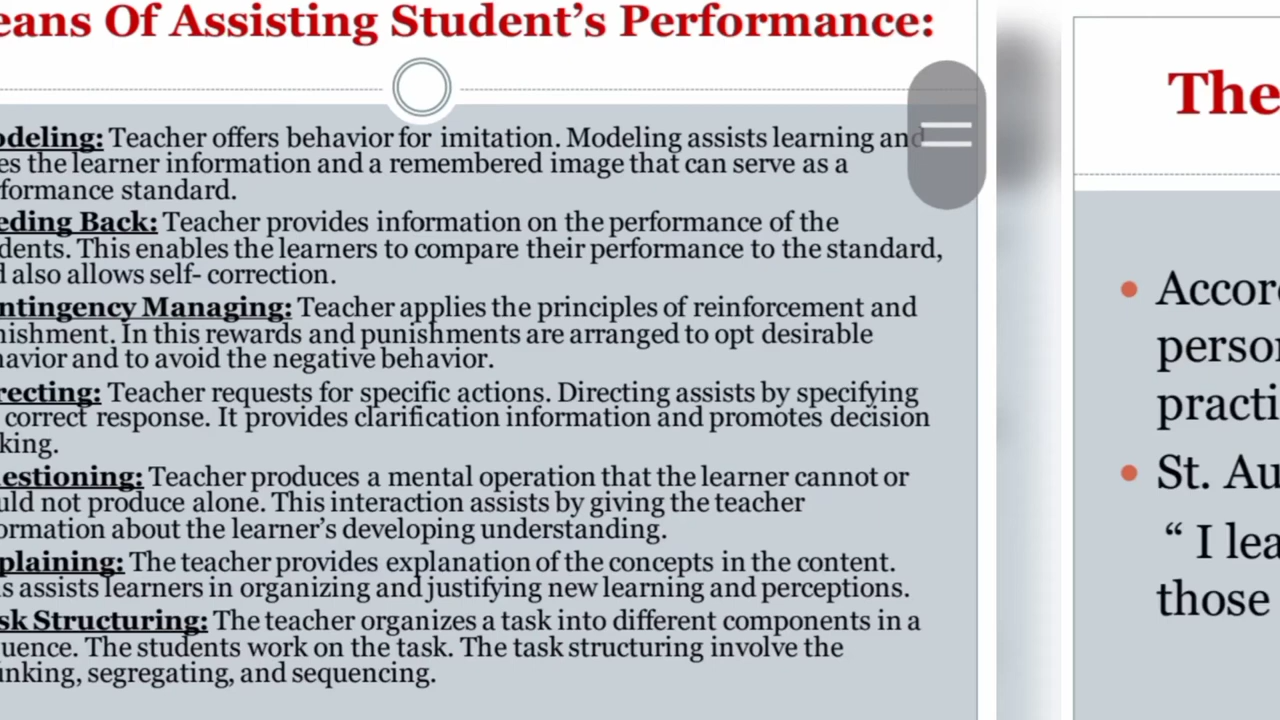 eans Of Assisting Student's Performance:
odeling: Teacher offers behavior for imitation. Modeling assists learning and
es the learner information and a remembered image that can serve as a
formance standard.
eding Back: Teacher provides information on the performance of the
dents. This enables the learners to compare their performance to the standard,
d also allows self- correction.
ntingency Managing: Teacher applies the principles of reinforcement and
nishment. In this rewards and punishments are arranged to opt desirable
havior and to avoid the negative behavior.
recting: Teacher requests for specific actions. Directing assists by specifying
correct response. It provides clarification information and promotes decision
king.
estioning: Teacher produces a mental operation that the learner cannot or
uld not produce alone. This interaction assists by giving the teacher
ormation about the learner's developing understanding.
plaining: The teacher provides explanation of the concepts in the content.
s assists learners in organizing and justifying new learning and perceptions.
sk Structuring: The teacher organizes a task into different components in a
uence. The students work on the task. The task structuring involve the
nking, segregating, and sequencing.
The
Accor
person
practi
St. Au
“ I lea
those